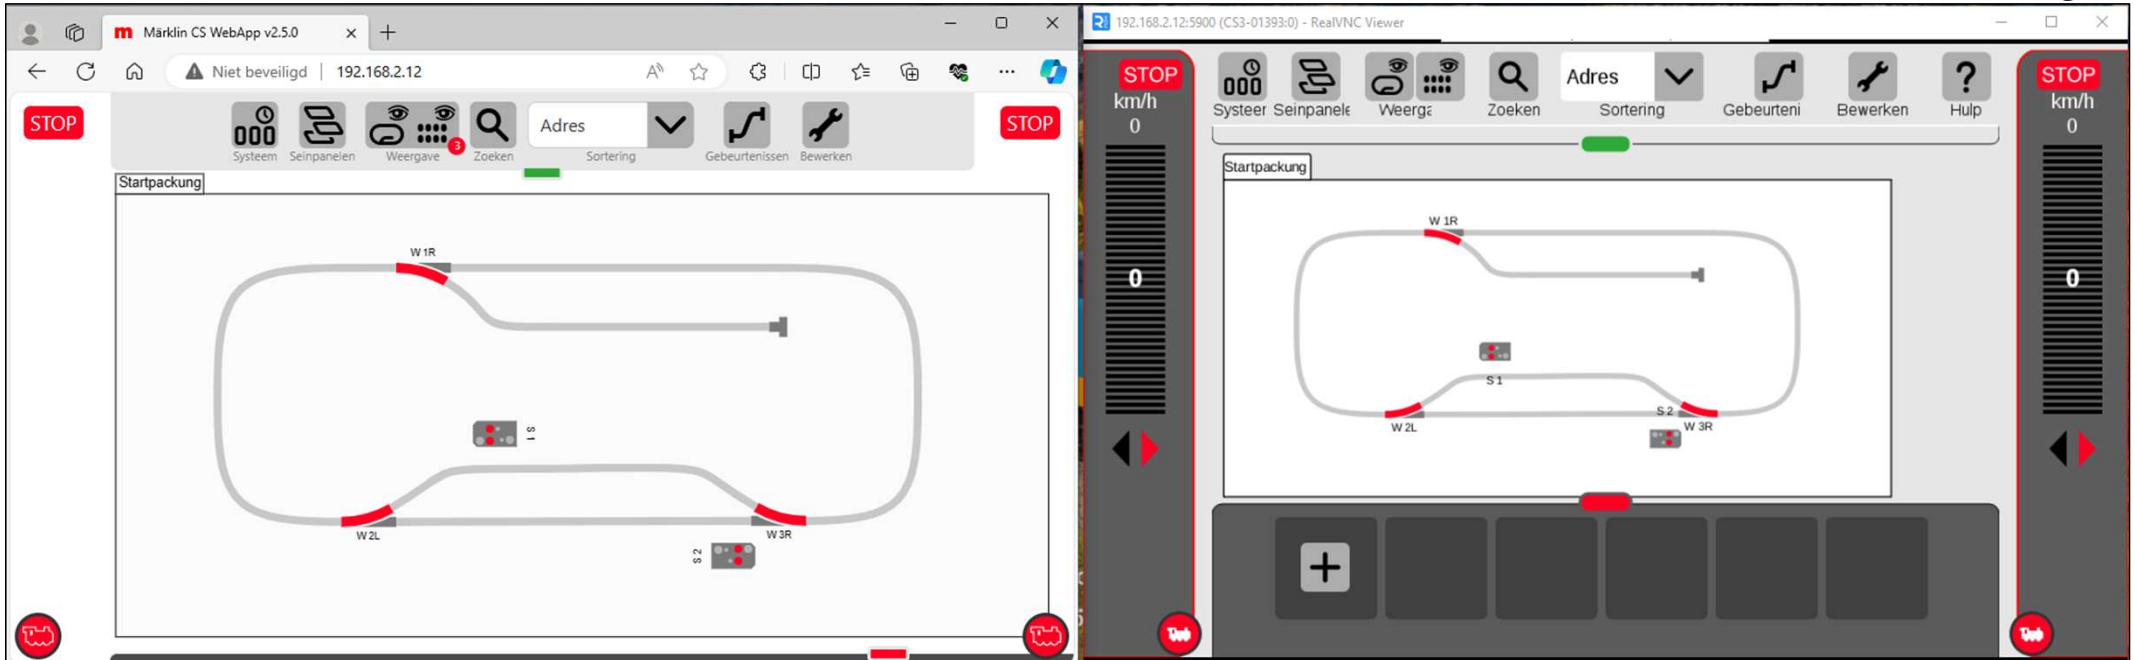 Märklin CS WebApp v2.5.0
Niet beveiligd 192.168.2.12
STOP
Adres
STOP
Systeem Seinpanelen Weergave 3 Zoeken Sortering Gebeurtenissen Bewerken
Startpackung
W 1R
S 1
W 2L
W 3R
S 2
192.168.2.12:5900 (CS3-01393:0) - RealVNC Viewer
STOP
km/h
0
0
Adres
Systeer Seinpanele Weerga Zoeken Sortering Gebeurteni Bewerken Hulp
Startpackung
W 1R
S 1
S 2
W 2L
W 3R
STOP
km/h
0
0